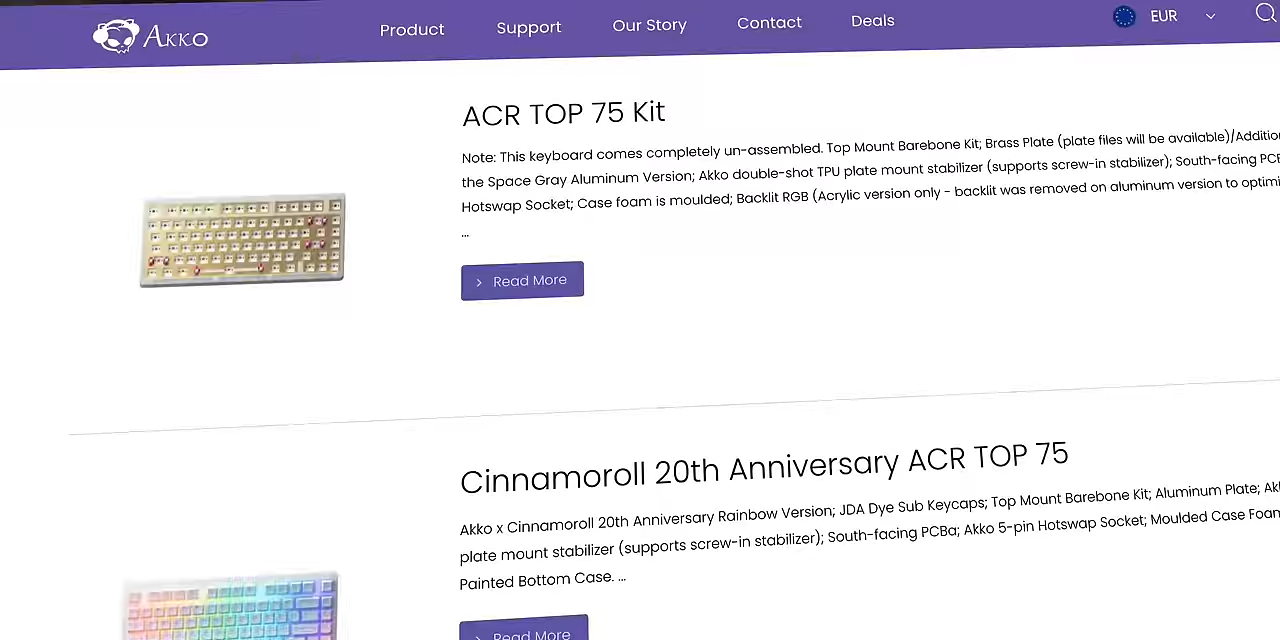 AKKO
Product
Support
Our Story
Contact
Deals
EUR
ACR TOP 75 Kit
Note: This keyboard comes completely un-assembled. Top Mount Barebone Kit; Brass Plate (plate files will be available)/Additio
the Space Gray Aluminum Version; Akko double-shot TPU plate mount stabilizer (supports screw-in stabilizer); South-facing PCB
Hotswap Socket; Case foam is moulded; Backlit RGB (Acrylic version only - backlit was removed on aluminum version to optimi
...
Read More
Cinnamoroll 20th Anniversary ACR TOP 75
Akko x Cinnamoroll 20th Anniversary Rainbow Version; JDA Dye Sub Keycaps; Top Mount Barebone Kit; Aluminum Plate; Ak
plate mount stabilizer (supports screw-in stabilizer); South-facing PCBa; Akko 5-pin Hotswap Socket; Moulded Case Foam
Painted Bottom Case. ...
Read More